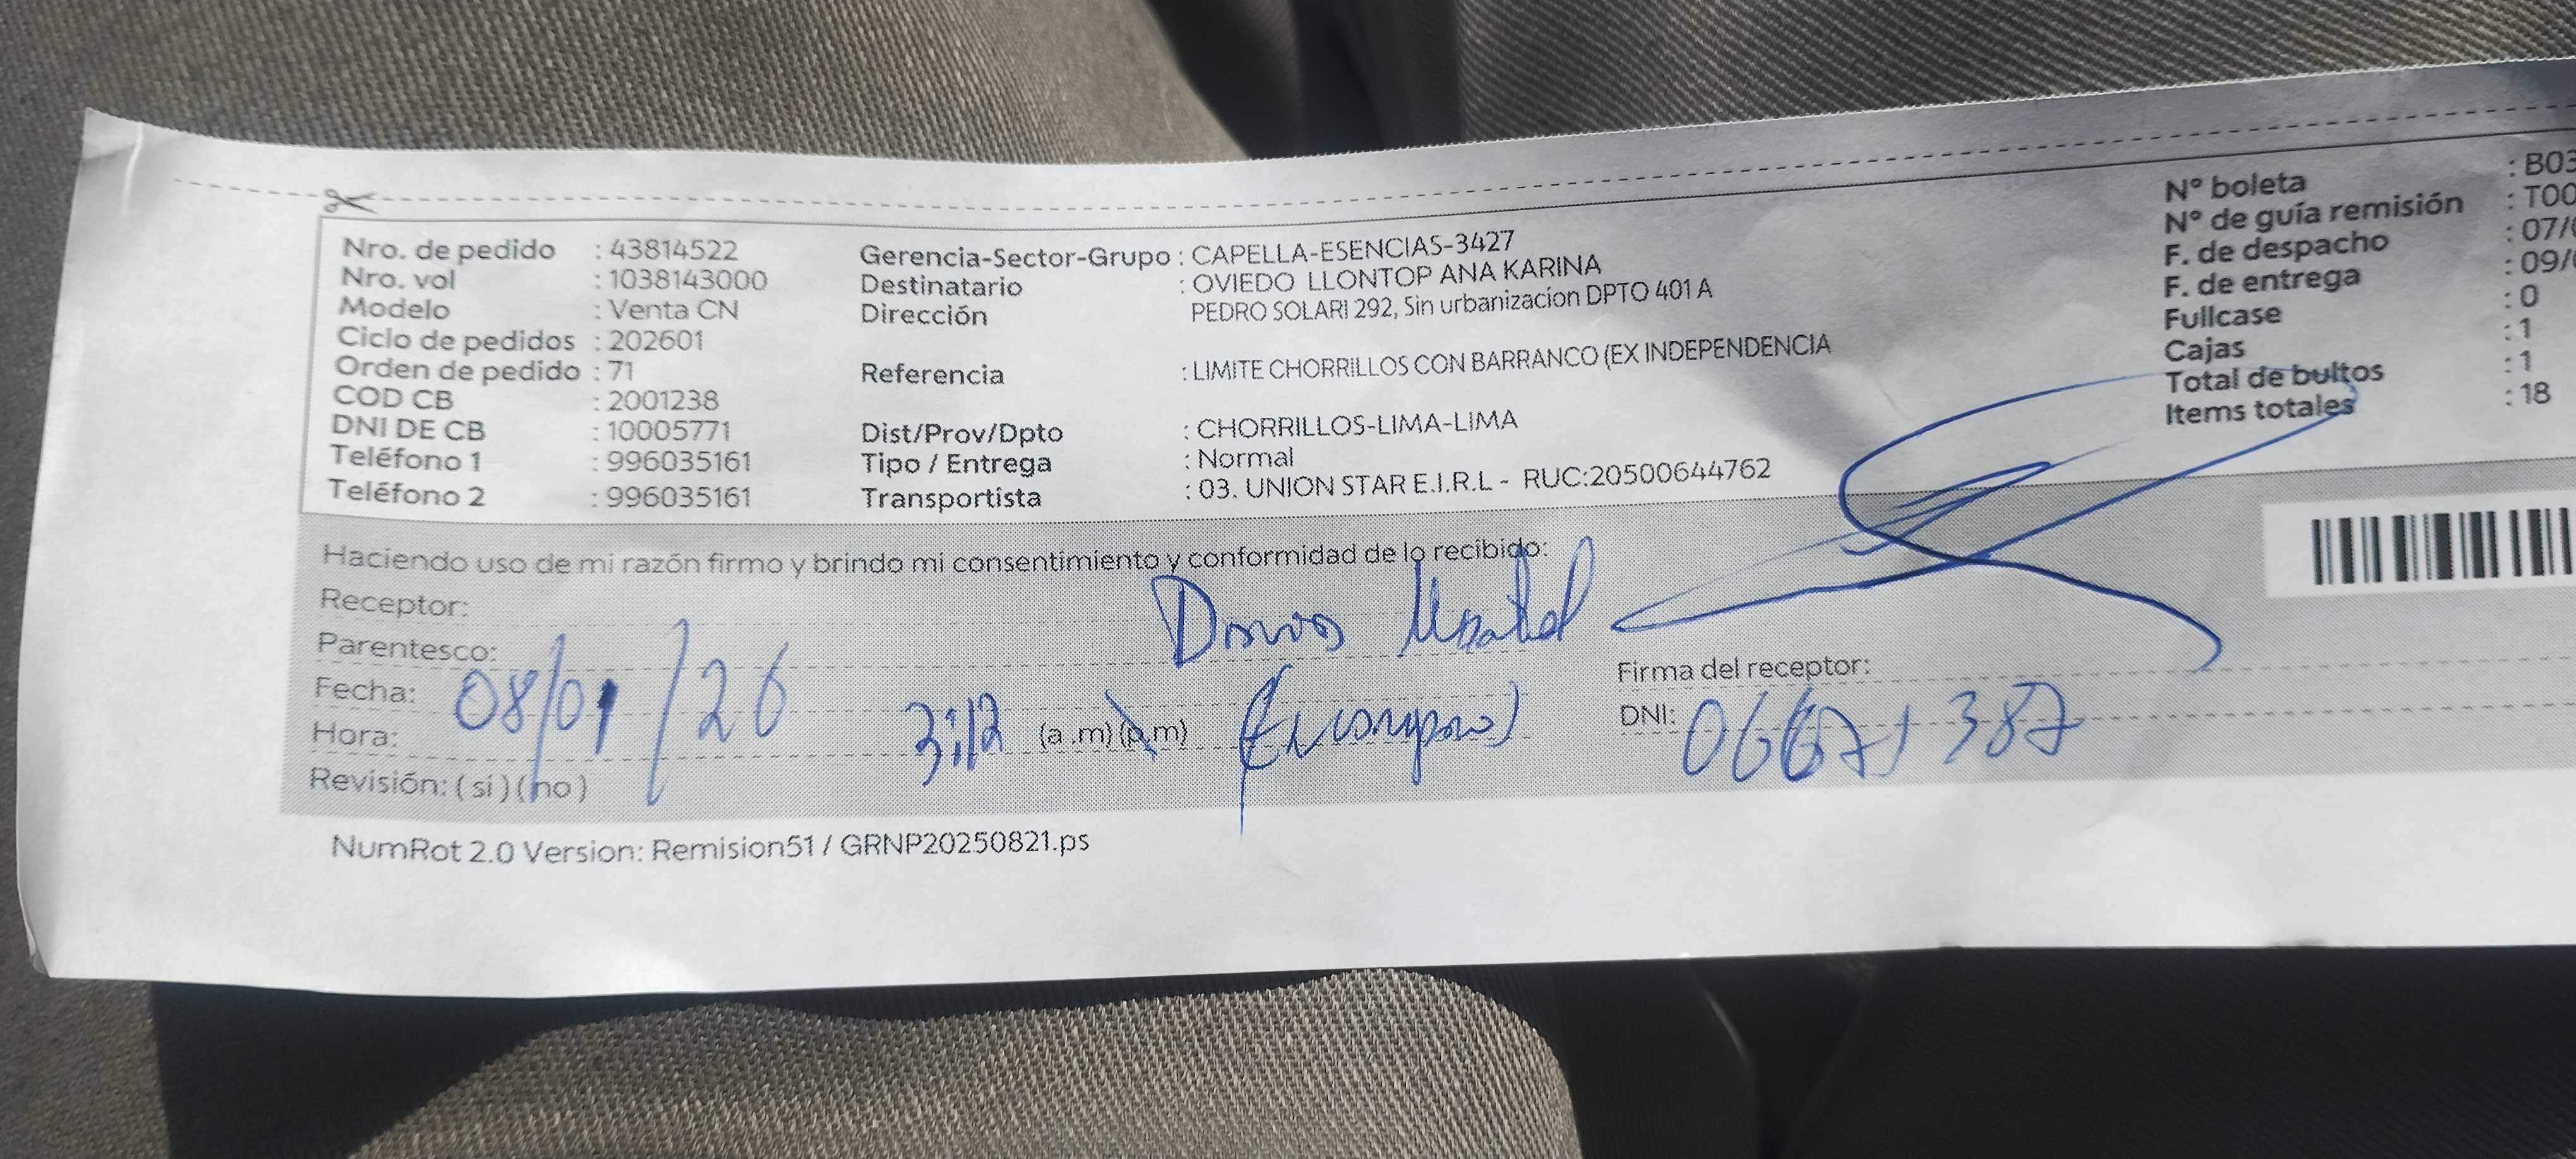 Nro. de pedido : 43814522
Nro. vol : 1038143000
Modelo : Venta CN
Ciclo de pedidos : 202601
Orden de pedido : 71
COD CB : 2001238
DNI DE CB : 10005771
Teléfono 1 : 996035161
Teléfono 2 : 996035161
Gerencia-Sector-Grupo : CAPELLA-ESENCIAS-3427
Destinatario : OVIEDO LLONTOP ANA KARINA
Dirección PEDRO SOLARI 292, Sin urbanizacion DPTO 401 A
Referencia : LIMITE CHORRILLOS CON BARRANCO (EX INDEPENDENCIA
Dist/Prov/Dpto : CHORRILLOS-LIMA-LIMA
Tipo / Entrega : Normal
Transportista : 03. UNION STAR E.I.R.L - RUC:20500644762
N° boleta : B03
N° de guía remisión : T00
F. de despacho : 07/
F. de entrega : 09/
Fullcase : 0
Cajas : 1
Total de bultos : 1
Items totales : 18
Haciendo uso de mi razón firmo y brindo mi consentimiento y conformidad de lo recibido:
Receptor:
Parentesco:
Fecha: 08/01/26
Hora: 3:12 (a.m) (p.m)
Revisión: ( si ) ( no )
Firma del receptor:
DNI:
NumRot 2.0 Version: Remision51 / GRNP20250821.ps